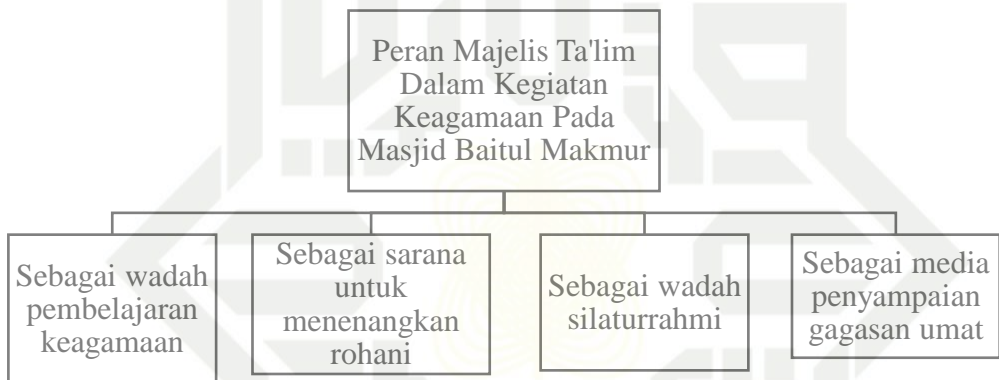 Peran Majelis Ta'lim
Dalam Kegiatan
Keagamaan Pada
Masjid Baitul Makmur
Sebagai wadah
pembelajaran
keagamaan
Sebagai sarana
untuk
menenangkan
rohani
Sebagai wadah
silaturrahmi
Sebagai media
penyampaian
gagasan umat